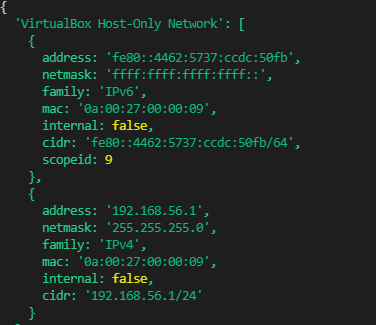 {
  'VirtualBox Host-Only Network': [
    {
      address: 'fe80::4462:5737:ccdc:50fb',
      netmask: 'ffff:ffff:ffff:ffff::',
      family: 'IPv6',
      mac: '0a:00:27:00:00:09',
      internal: false,
      cidr: 'fe80::4462:5737:ccdc:50fb/64',
      scopeid: 9
    },
    {
      address: '192.168.56.1',
      netmask: '255.255.255.0',
      family: 'IPv4',
      mac: '0a:00:27:00:00:09',
      internal: false,
      cidr: '192.168.56.1/24'
    }